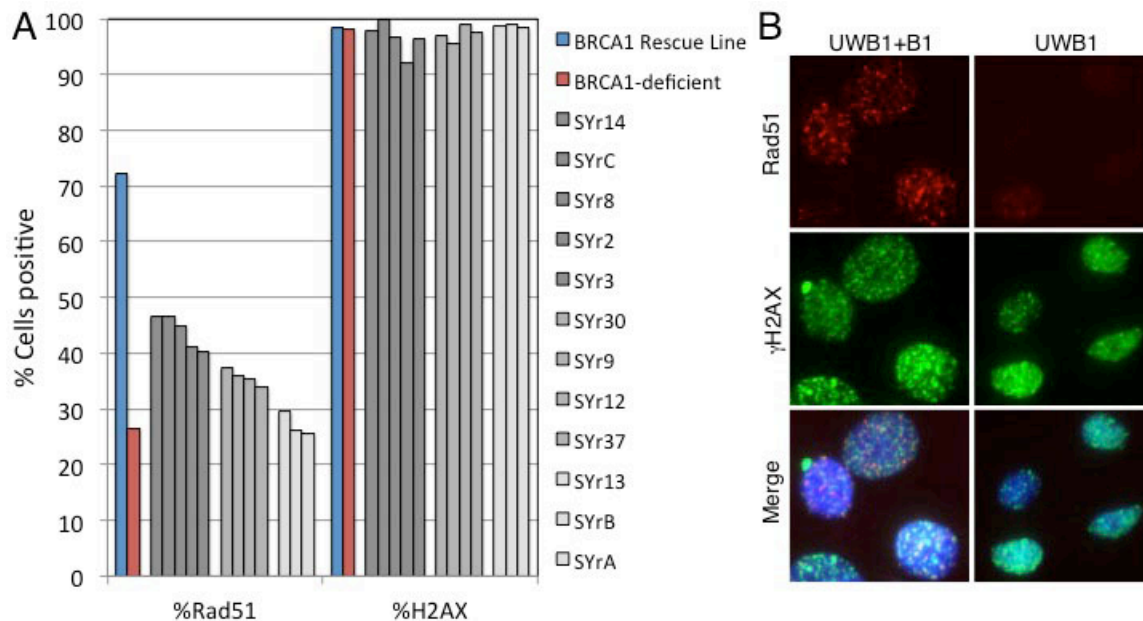 A
% Cells positive
100
90
80
70
60
50
40
30
20
10
0
%Rad51
%H2AX
BRCA1 Rescue Line
BRCA1-deficient
SYr14
SYrC
SYr8
SYr2
SYr3
SYr30
SYr9
SYr12
SYr37
SYr13
SYrB
SYrA
B
UWB1+B1
UWB1
Rad51
γH2AX
Merge